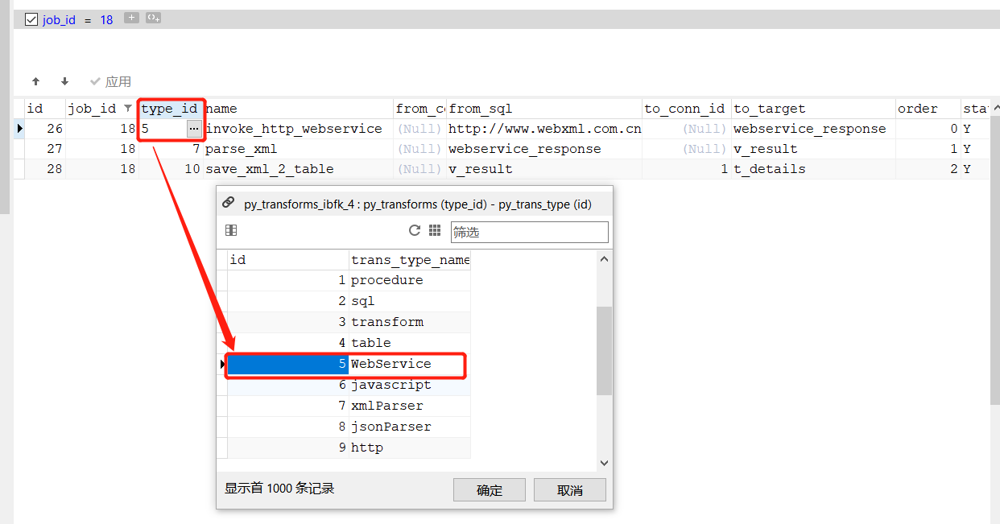 job_id = 18
应用
id job_id type_id name from_c from_sql to_conn_id to_target order sta
26 18 5 ... invoke_http_webservice (Null) http://www.webxml.com.cn (Null) webservice_response 0 Y
27 18 7 parse_xml (Null) webservice_response (Null) v_result 1 Y
28 18 10 save_xml_2_table (Null) v_result 1 t_details 2 Y
py_transforms_ibfk_4 : py_transforms (type_id) - py_trans_type (id)
筛选
id trans_type_name
1 procedure
2 sql
3 transform
4 table
5 WebService
6 javascript
7 xmlParser
8 jsonParser
9 http
显示首 1000 条记录 确定 取消